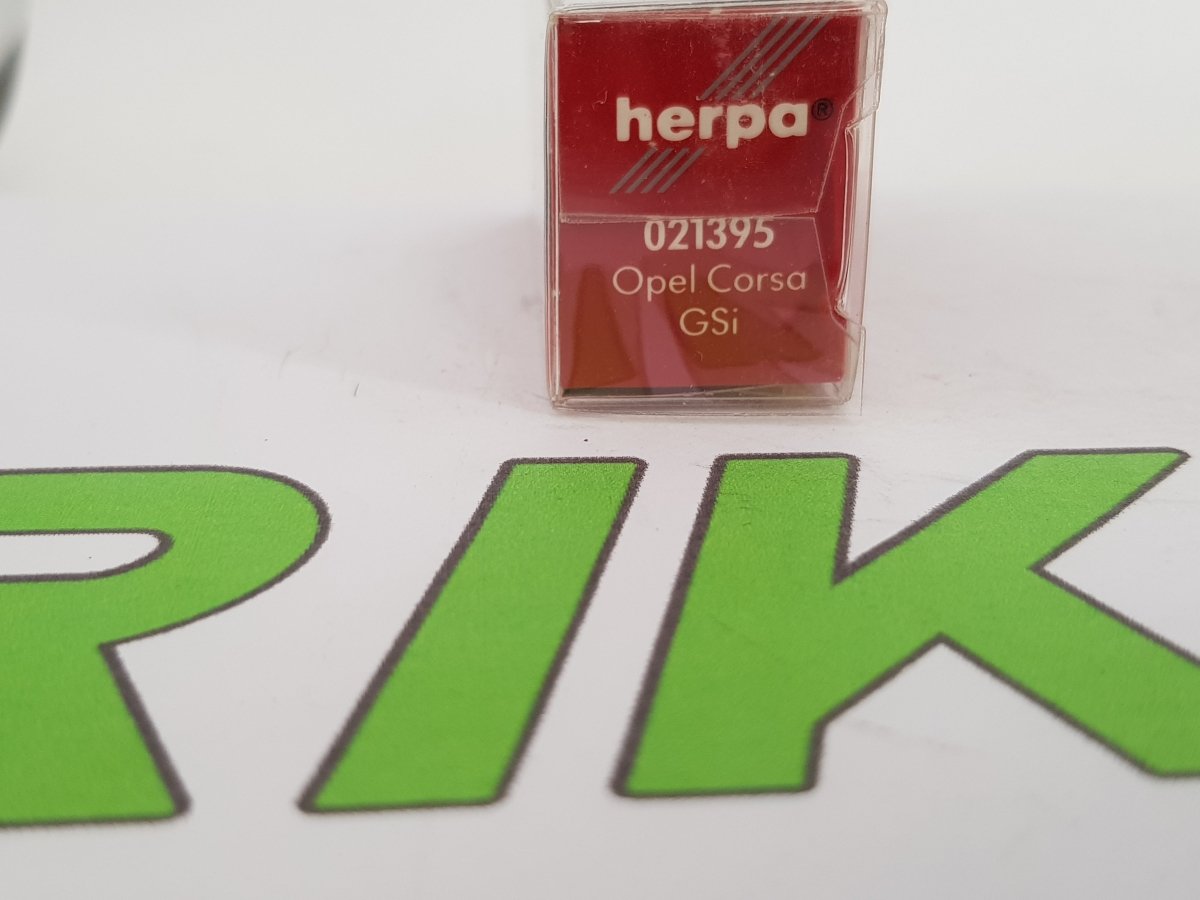 herpa®
021395
Opel Corsa
GSi
RIK